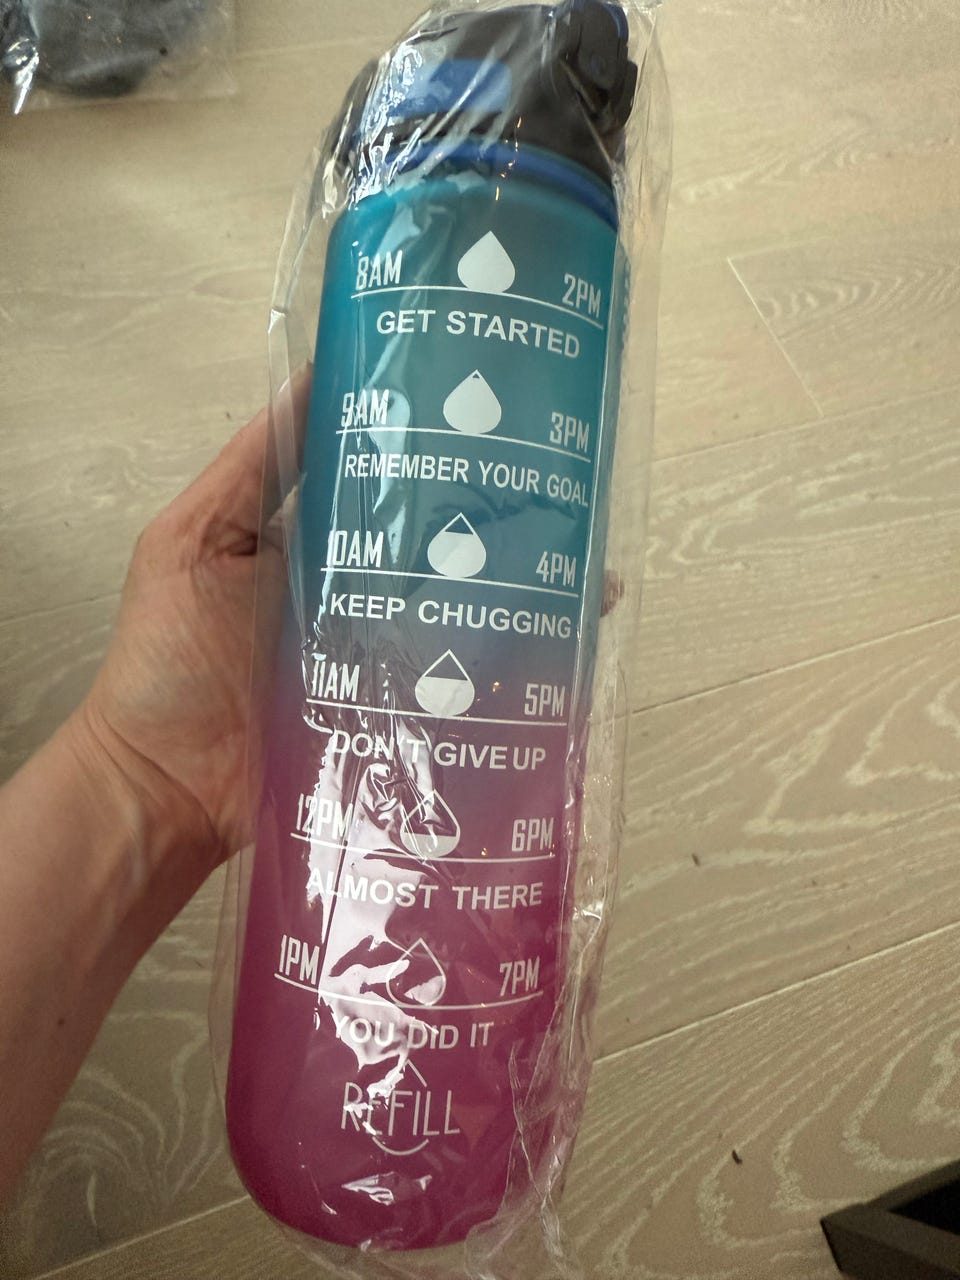 8AM 2PM
GET STARTED
9AM 3PM
REMEMBER YOUR GOAL
10AM 4PM
KEEP CHUGGING
11AM 5PM
DON'T GIVE UP
12PM 6PM
ALMOST THERE
1PM 7PM
YOU DID IT
REFILL